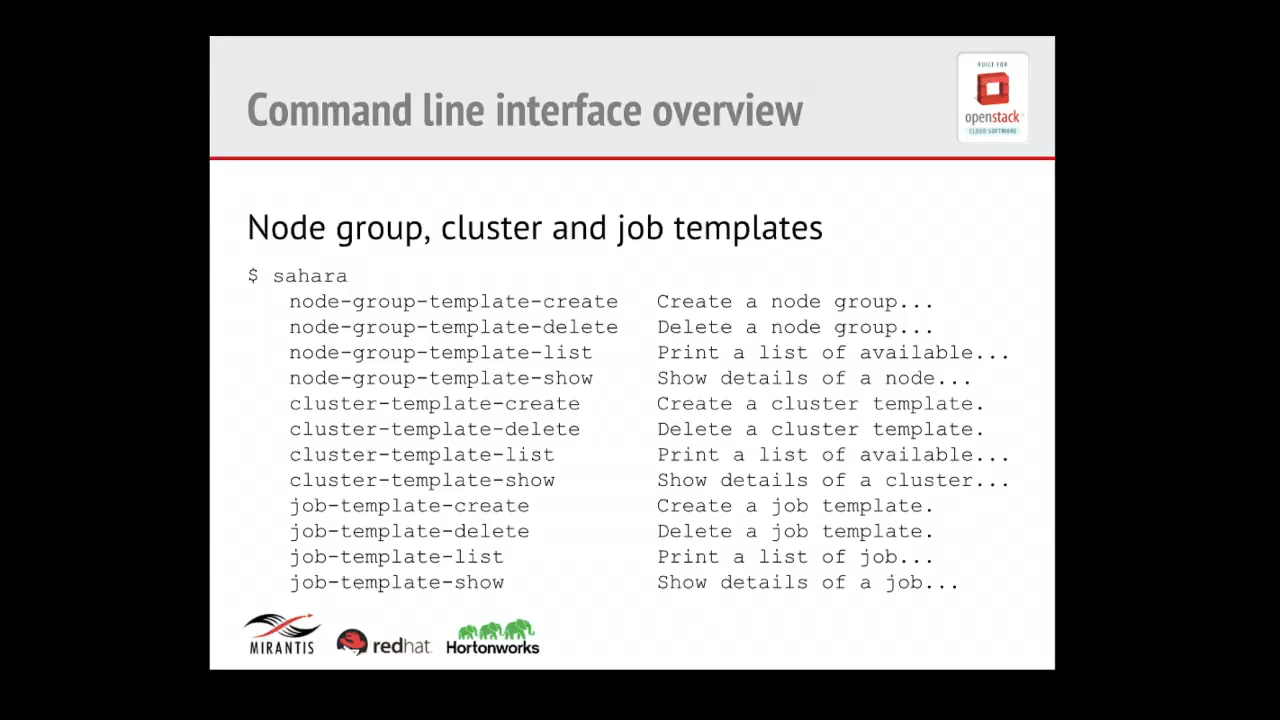 Command line interface overview
BUILT FOR
openstack
CLOUD SOFTWARE
Node group, cluster and job templates
$ sahara
node-group-template-create Create a node group...
node-group-template-delete Delete a node group...
node-group-template-list Print a list of available...
node-group-template-show Show details of a node...
cluster-template-create Create a cluster template.
cluster-template-delete Delete a cluster template.
cluster-template-list Print a list of available...
cluster-template-show Show details of a cluster...
job-template-create Create a job template.
job-template-delete Delete a job template.
job-template-list Print a list of job...
job-template-show Show details of a job...
MIRANTIS redhat. Hortonworks